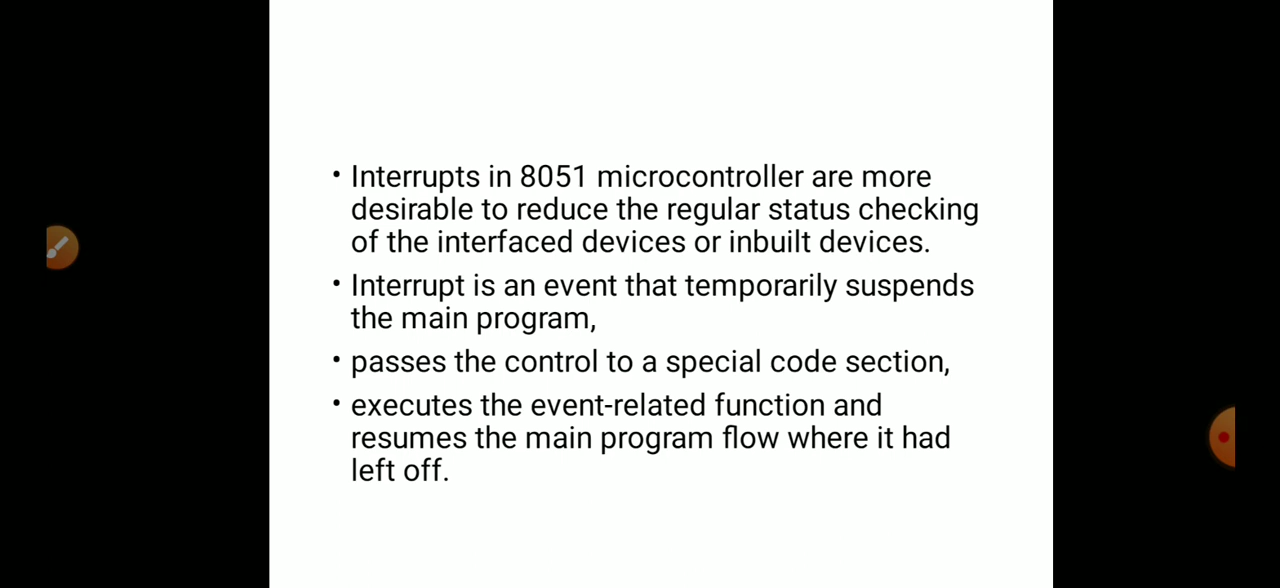 • Interrupts in 8051 microcontroller are more
desirable to reduce the regular status checking
of the interfaced devices or inbuilt devices.
• Interrupt is an event that temporarily suspends
the main program,
• passes the control to a special code section,
• executes the event-related function and
resumes the main program flow where it had
left off.